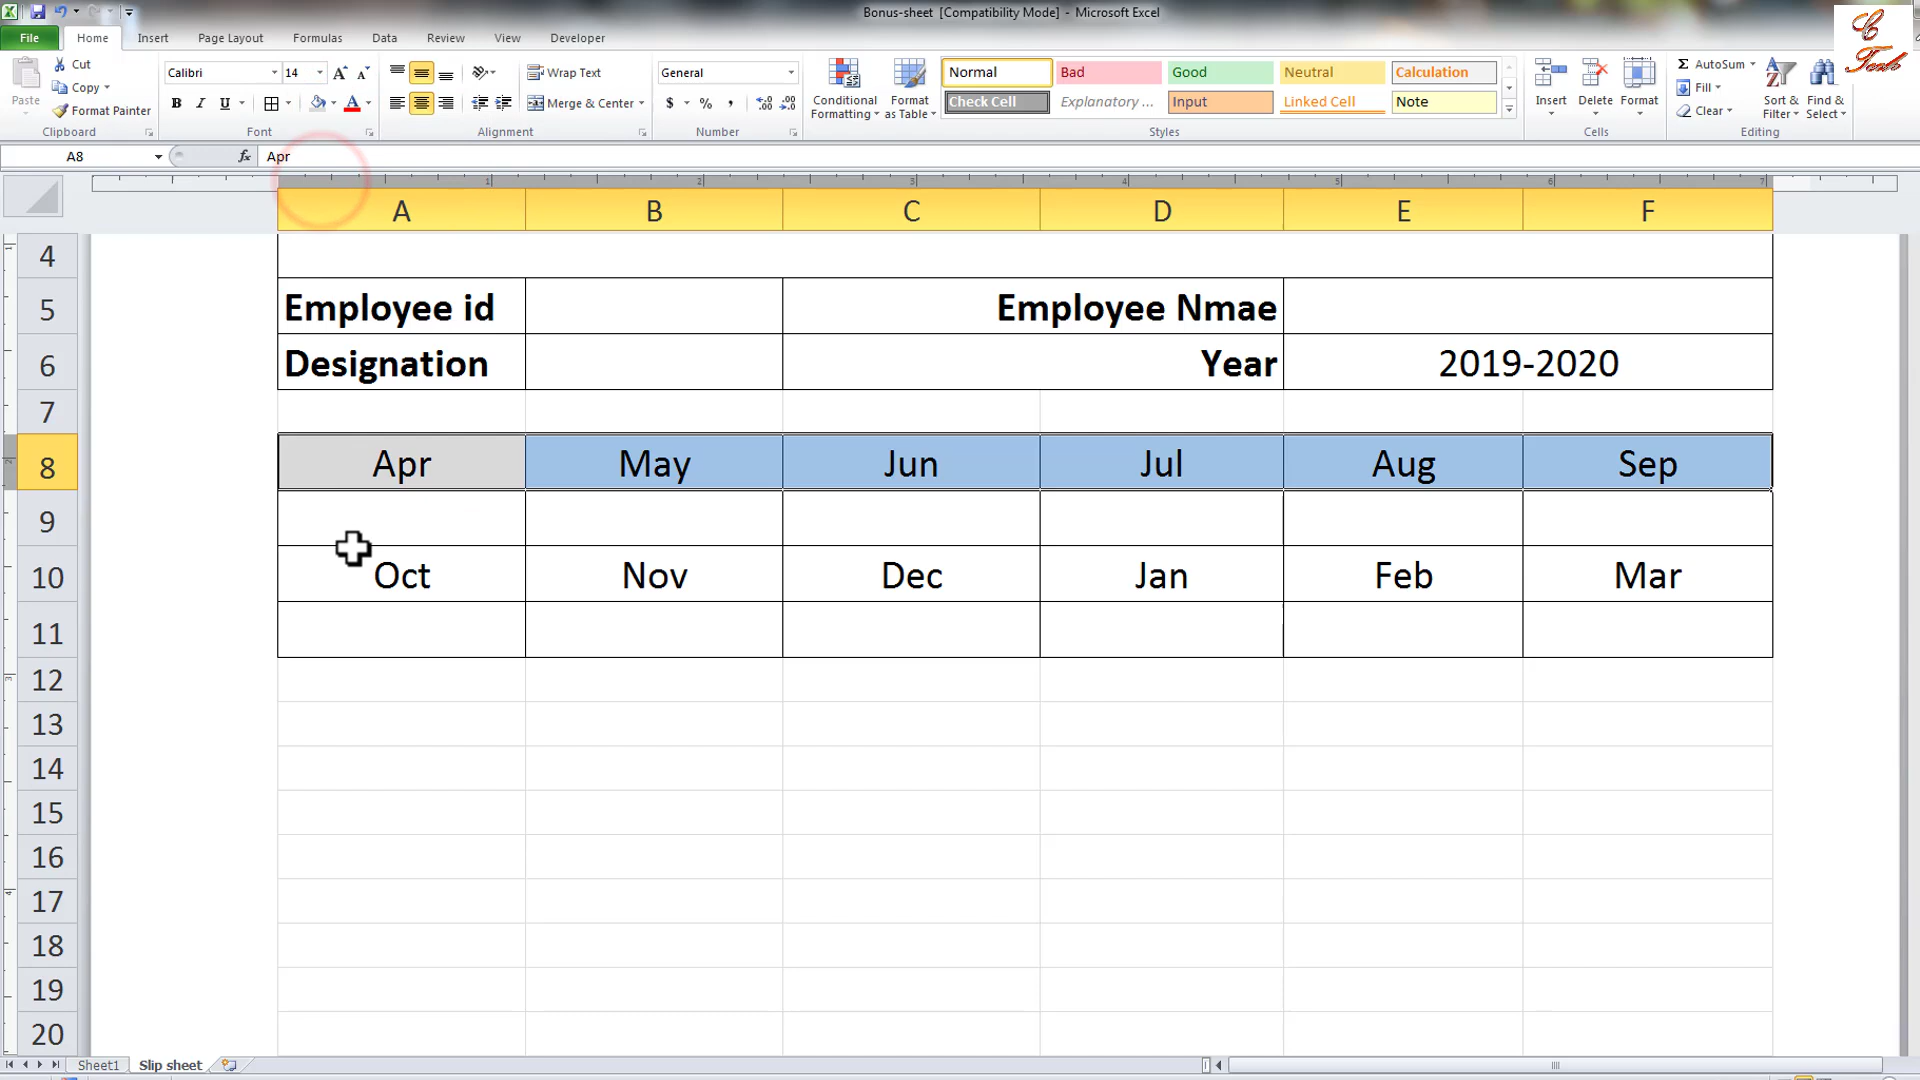 Bonus-sheet [Compatibility Mode] - Microsoft Excel
File Home Insert Page Layout Formulas Data Review View Developer
Paste
Cut
Copy
Format Painter
Clipboard
Calibri 14
B I U
Font
Wrap Text
Merge & Center
Alignment
General
$ % ,
Number
Conditional Formatting
Format as Table
Normal Bad Good Neutral Calculation
Check Cell Explanatory ... Input Linked Cell Note
Styles
Insert Delete Format
Cells
AutoSum
Fill
Clear
Sort & Filter
Find & Select
Editing
C Tech
A8 fx Apr
A B C D E F
4
5 Employee id Employee Nmae
6 Designation Year 2019-2020
7
8 Apr May Jun Jul Aug Sep
9
10 Oct Nov Dec Jan Feb Mar
11
12
13
14
15
16
17
18
19
20
Sheet1 Slip sheet